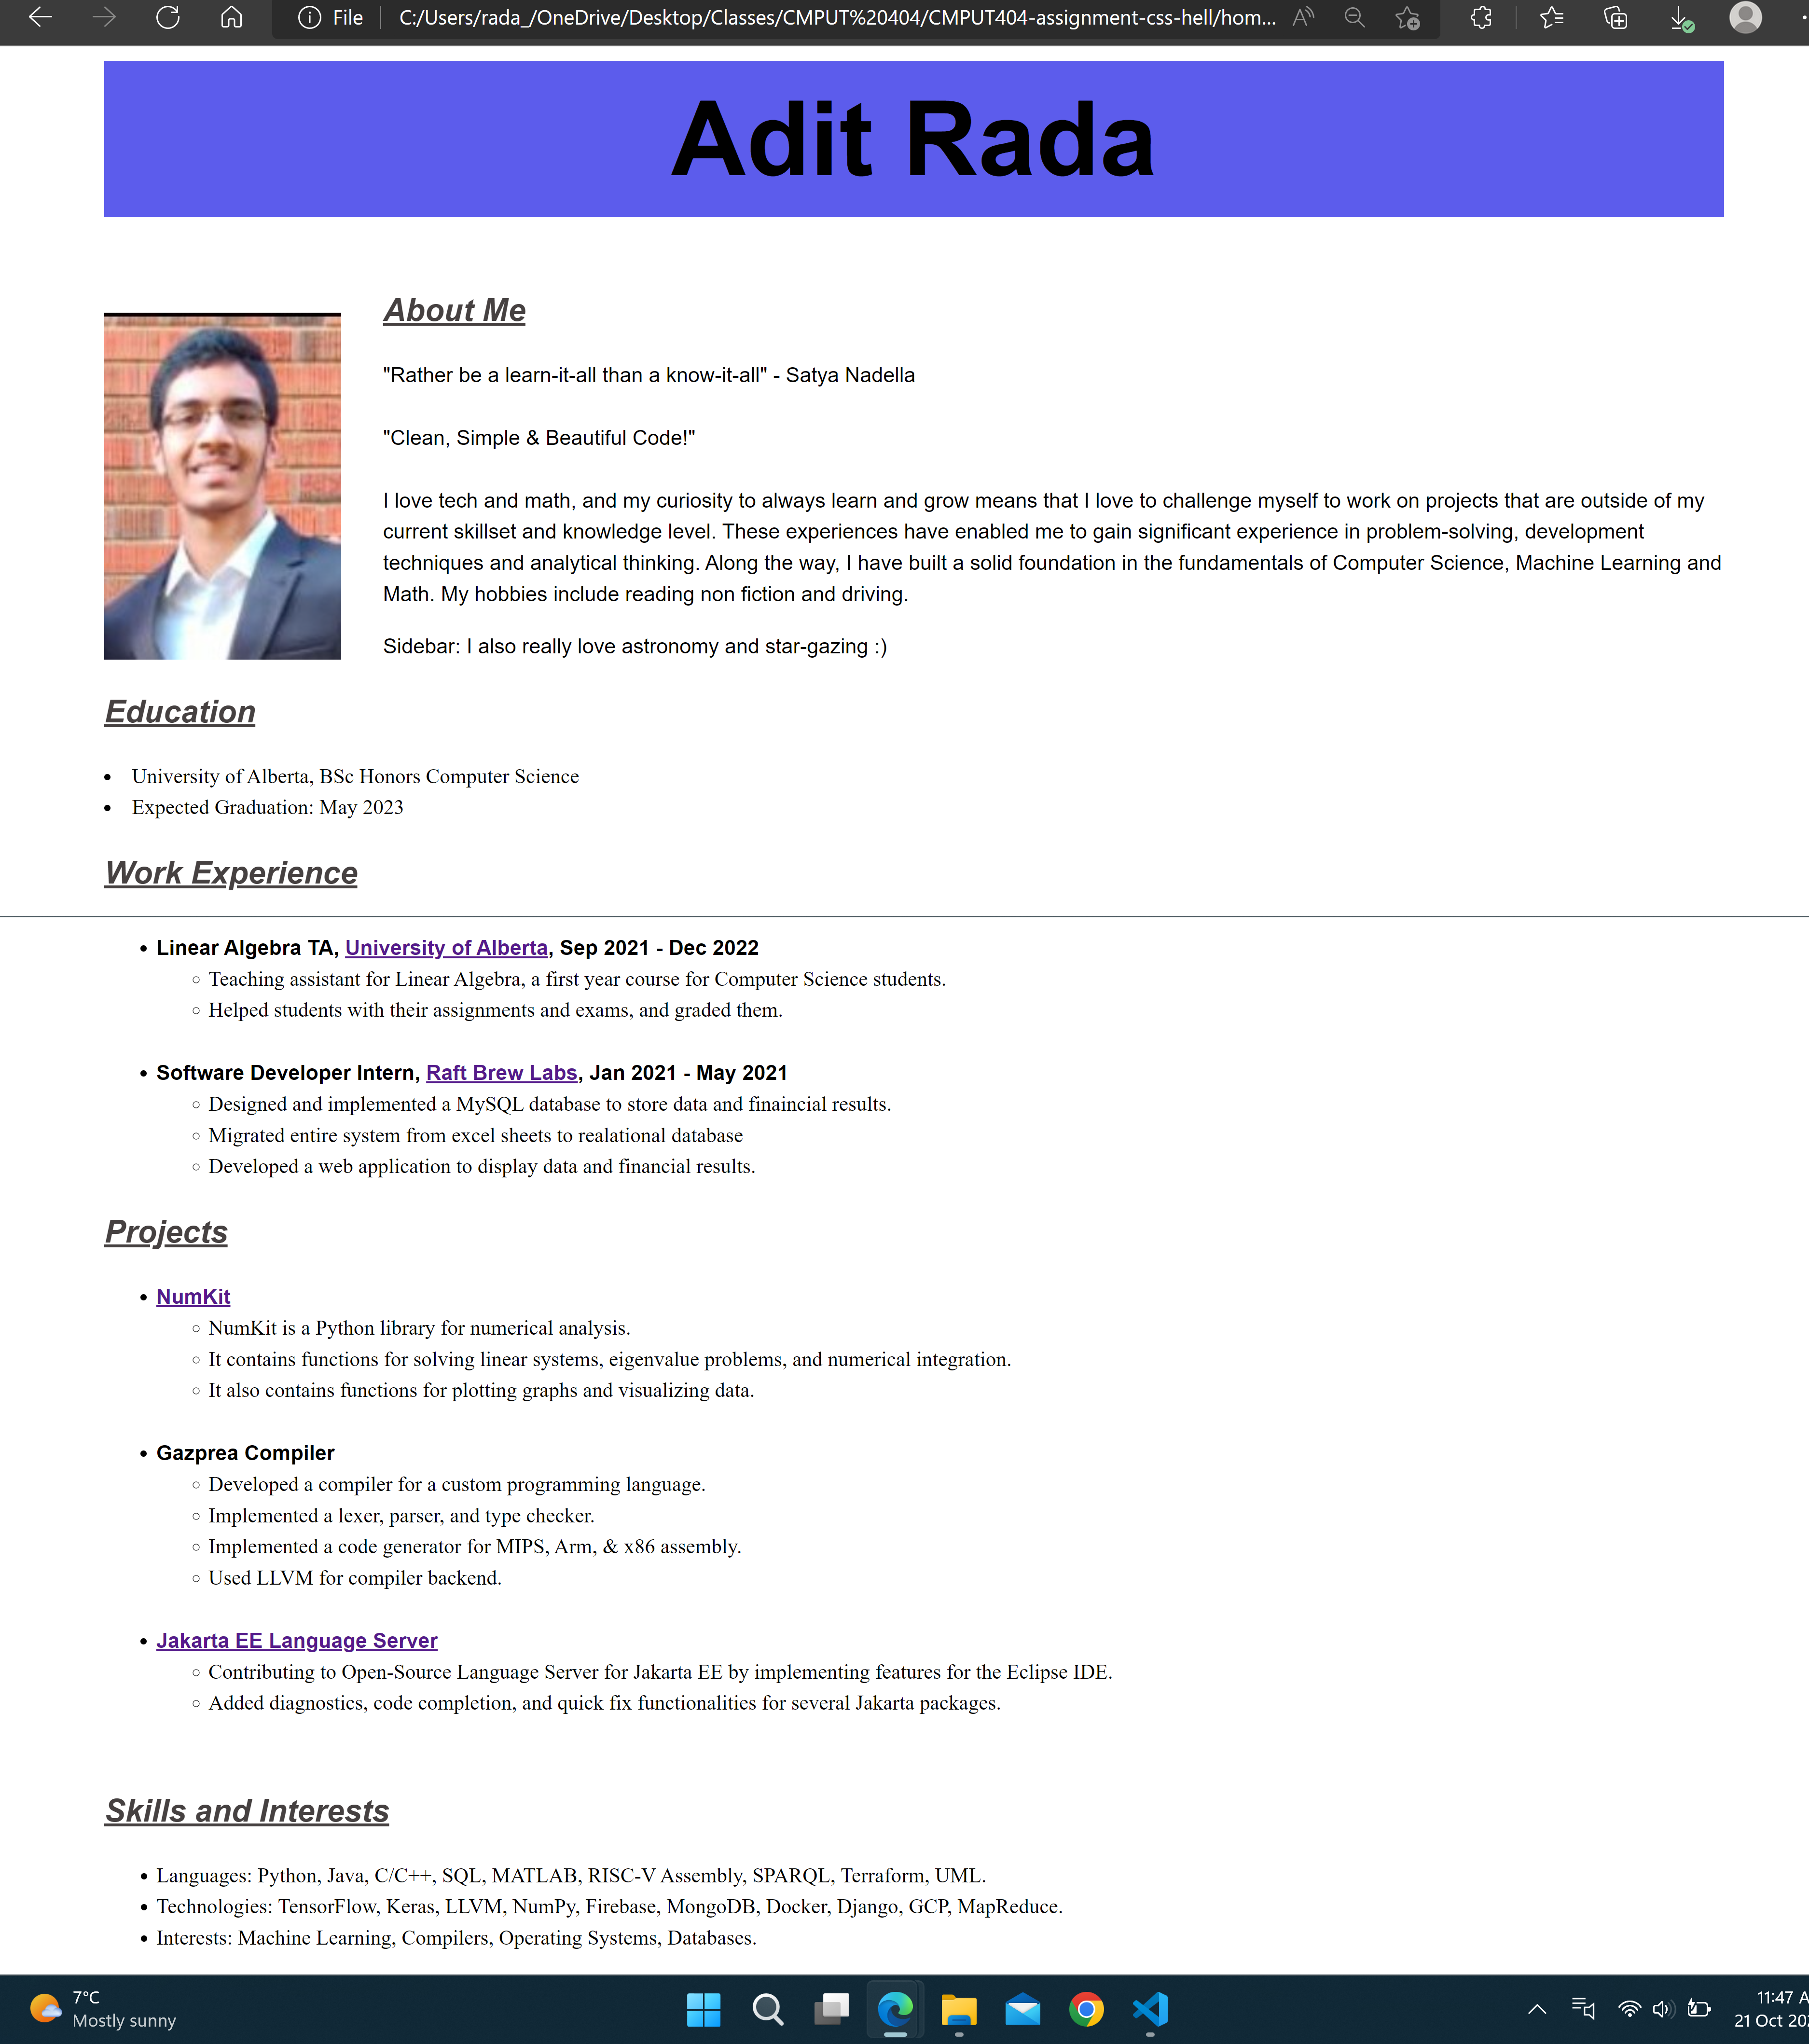 File
C:/Users/rada_/OneDrive/Desktop/Classes/CMPUT%20404/CMPUT404-assignment-css-hell/hom...
Adit Rada
About Me
"Rather be a learn-it-all than a know-it-all" - Satya Nadella
"Clean, Simple & Beautiful Code!"
I love tech and math, and my curiosity to always learn and grow means that I love to challenge myself to work on projects that are outside of my
current skillset and knowledge level. These experiences have enabled me to gain significant experience in problem-solving, development
techniques and analytical thinking. Along the way, I have built a solid foundation in the fundamentals of Computer Science, Machine Learning and
Math. My hobbies include reading non fiction and driving.
Sidebar: I also really love astronomy and star-gazing :)
Education
• University of Alberta, BSc Honors Computer Science
• Expected Graduation: May 2023
Work Experience
• Linear Algebra TA, University of Alberta, Sep 2021 - Dec 2022
◦ Teaching assistant for Linear Algebra, a first year course for Computer Science students.
◦ Helped students with their assignments and exams, and graded them.
• Software Developer Intern, Raft Brew Labs, Jan 2021 - May 2021
◦ Designed and implemented a MySQL database to store data and finaincial results.
◦ Migrated entire system from excel sheets to realational database
◦ Developed a web application to display data and financial results.
Projects
• NumKit
◦ NumKit is a Python library for numerical analysis.
◦ It contains functions for solving linear systems, eigenvalue problems, and numerical integration.
◦ It also contains functions for plotting graphs and visualizing data.
• Gazprea Compiler
◦ Developed a compiler for a custom programming language.
◦ Implemented a lexer, parser, and type checker.
◦ Implemented a code generator for MIPS, Arm, & x86 assembly.
◦ Used LLVM for compiler backend.
• Jakarta EE Language Server
◦ Contributing to Open-Source Language Server for Jakarta EE by implementing features for the Eclipse IDE.
◦ Added diagnostics, code completion, and quick fix functionalities for several Jakarta packages.
Skills and Interests
• Languages: Python, Java, C/C++, SQL, MATLAB, RISC-V Assembly, SPARQL, Terraform, UML.
• Technologies: TensorFlow, Keras, LLVM, NumPy, Firebase, MongoDB, Docker, Django, GCP, MapReduce.
• Interests: Machine Learning, Compilers, Operating Systems, Databases.
7°C
Mostly sunny
11:47 A
21 Oct 20